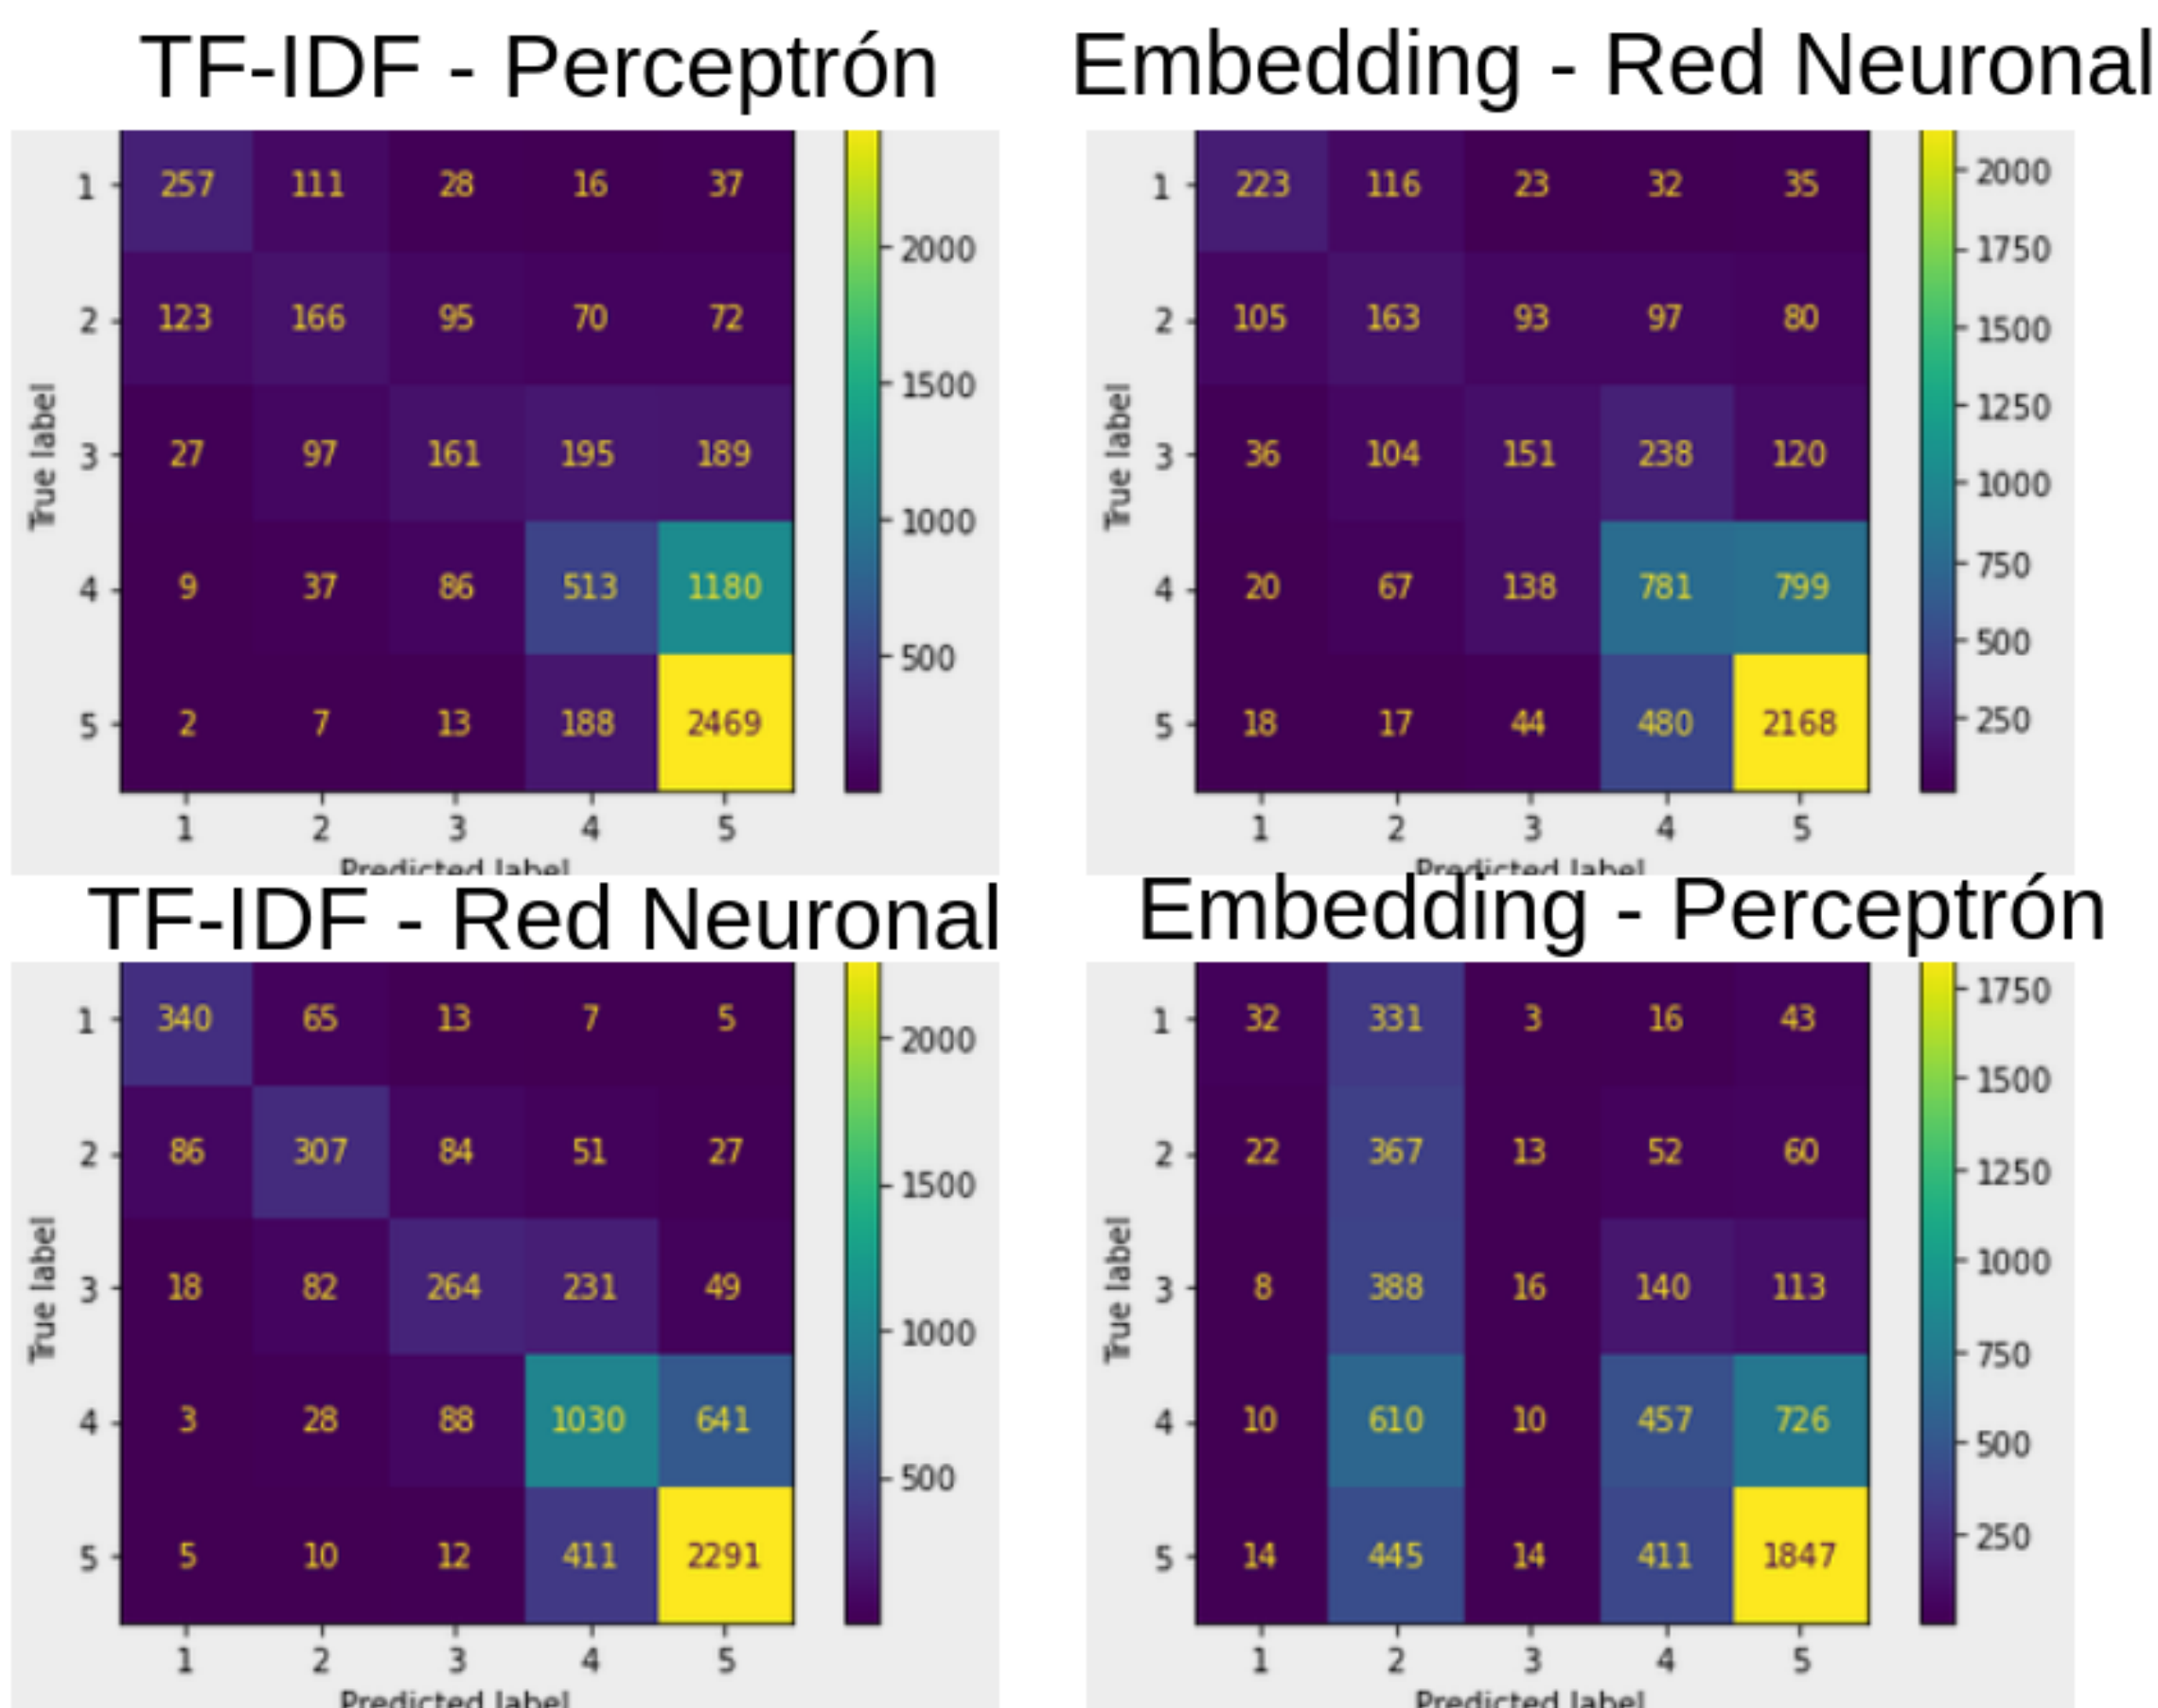 TF-IDF - Perceptrón
1 257 111 28 16 37
2 123 166 95 70 72
3 27 97 161 195 189
4 9 37 86 513 1180
5 2 7 13 188 2469
1 2 3 4 5
True label
Predicted label
2000
1500
1000
500
Embedding - Red Neuronal
1 223 116 23 32 35
2 105 163 93 97 80
3 36 104 151 238 120
4 20 67 138 781 799
5 18 17 44 480 2168
1 2 3 4 5
True label
Predicted label
2000
1750
1500
1250
1000
750
500
250
TF-IDF - Red Neuronal
1 340 65 13 7 5
2 86 307 84 51 27
3 18 82 264 231 49
4 3 28 88 1030 641
5 5 10 12 411 2291
1 2 3 4 5
True label
Predicted label
2000
1500
1000
500
Embedding - Perceptrón
1 32 331 3 16 43
2 22 367 13 52 60
3 8 388 16 140 113
4 10 610 10 457 726
5 14 445 14 411 1847
1 2 3 4 5
True label
Predicted label
1750
1500
1250
1000
750
500
250